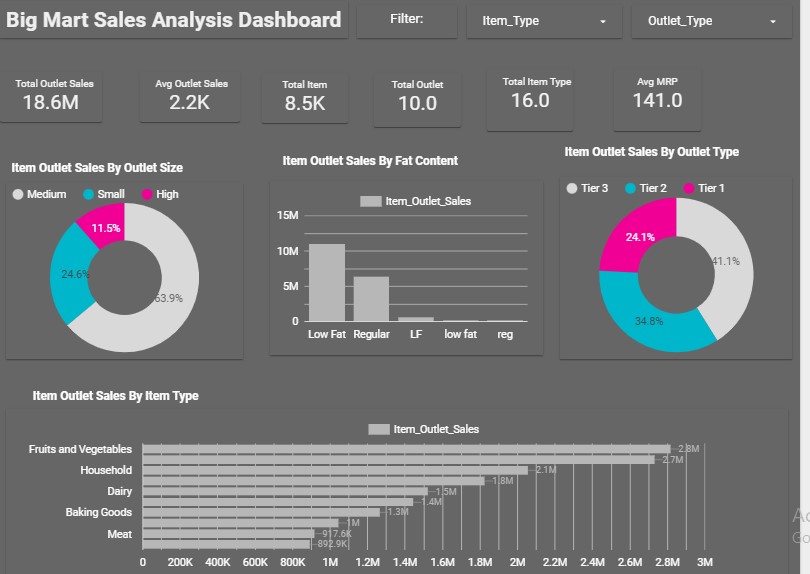 Big Mart Sales Analysis Dashboard
Filter:
Item_Type
Outlet_Type
Total Outlet Sales
18.6M
Avg Outlet Sales
2.2K
Total Item
8.5K
Total Outlet
10.0
Total Item Type
16.0
Avg MRP
141.0
Item Outlet Sales By Outlet Size
Medium Small High
11.5%
24.6%
63.9%
Item Outlet Sales By Fat Content
Item_Outlet_Sales
15M
10M
5M
0
Low Fat Regular LF low fat reg
Item Outlet Sales By Outlet Type
Tier 3 Tier 2 Tier 1
24.1%
41.1%
34.8%
Item Outlet Sales By Item Type
Item_Outlet_Sales
Fruits and Vegetables 2.8M
2.7M
Household 2.1M
1.8M
Dairy 1.5M
1.4M
Baking Goods 1.3M
1M
Meat 917.6K
892.9K
0 200K 400K 600K 800K 1M 1.2M 1.4M 1.6M 1.8M 2M 2.2M 2.4M 2.6M 2.8M 3M